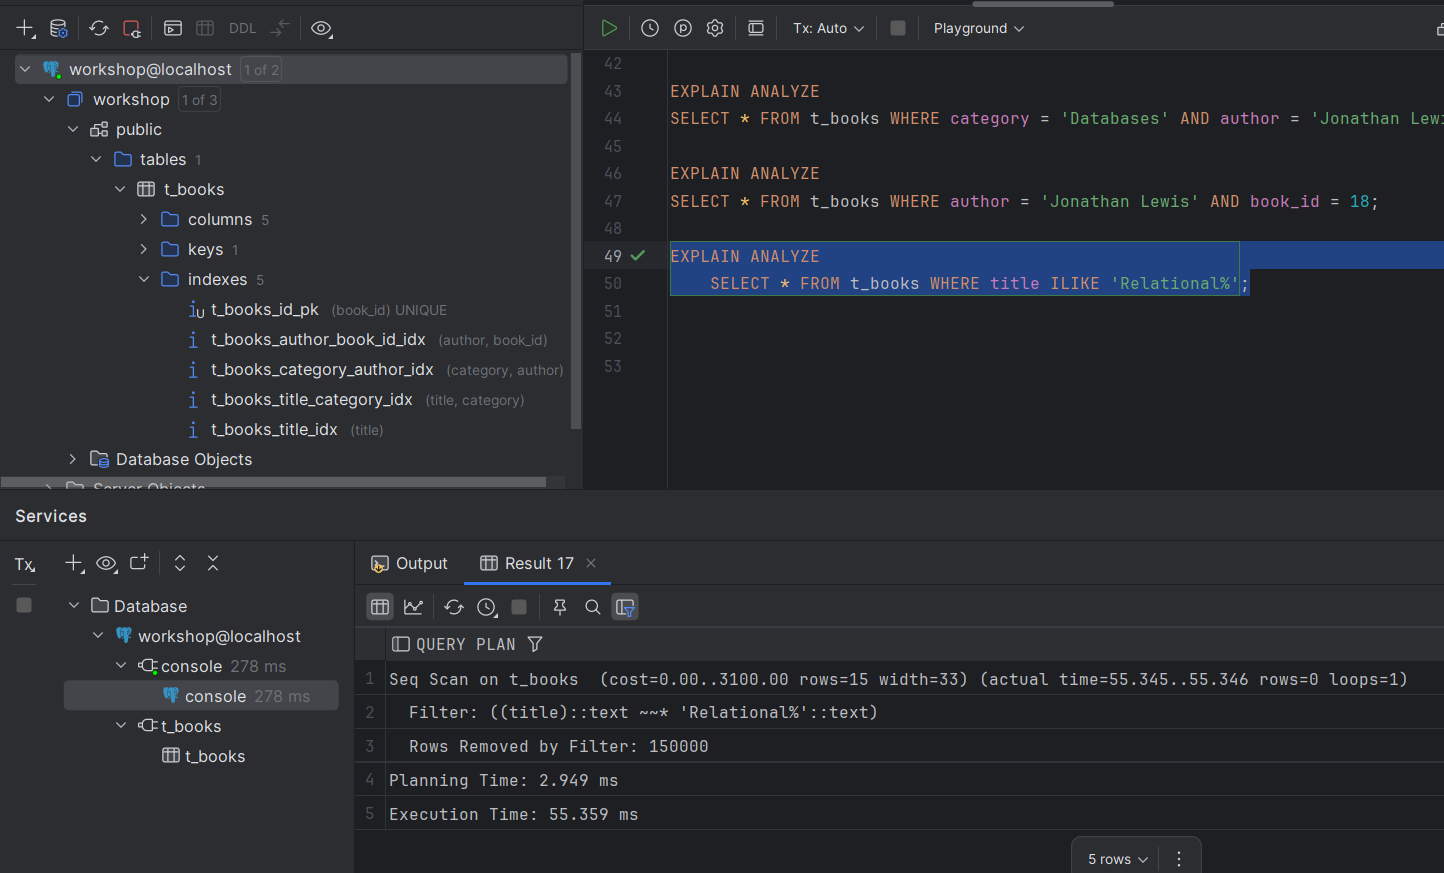 DDL
workshop@localhost 1 of 2
workshop 1 of 3
public
tables 1
t_books
columns 5
keys 1
indexes 5
t_books_id_pk (book_id) UNIQUE
t_books_author_book_id_idx (author, book_id)
t_books_category_author_idx (category, author)
t_books_title_category_idx (title, category)
t_books_title_idx (title)
Database Objects
Server Objects
Tx: Auto Playground
42
43 EXPLAIN ANALYZE
44 SELECT * FROM t_books WHERE category = 'Databases' AND author = 'Jonathan Lewi
45
46 EXPLAIN ANALYZE
47 SELECT * FROM t_books WHERE author = 'Jonathan Lewis' AND book_id = 18;
48
49 EXPLAIN ANALYZE
50 SELECT * FROM t_books WHERE title ILIKE 'Relational%';
51
52
53
Services
Tx
Database
workshop@localhost
console 278 ms
console 278 ms
t_books
t_books
Output Result 17
QUERY PLAN
1 Seq Scan on t_books (cost=0.00..3100.00 rows=15 width=33) (actual time=55.345..55.346 rows=0 loops=1)
2 Filter: ((title)::text ~~* 'Relational%'::text)
3 Rows Removed by Filter: 150000
4 Planning Time: 2.949 ms
5 Execution Time: 55.359 ms
5 rows